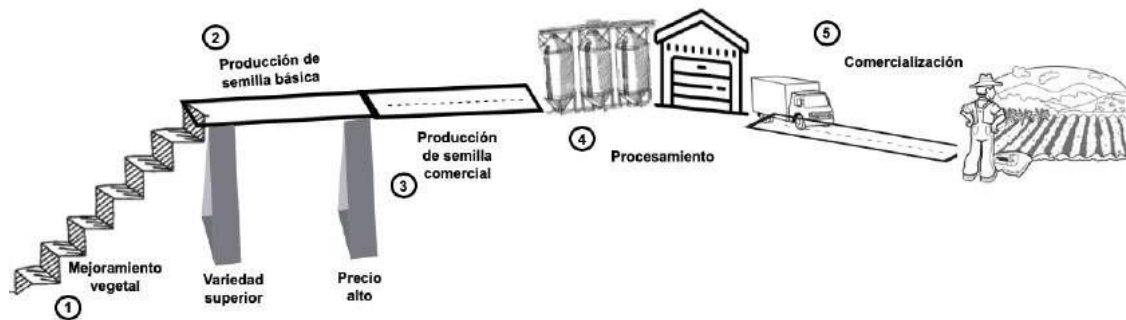 1
Mejoramiento
vegetal
2
Producción de
semilla básica
Variedad
superior
Precio
alto
3
Producción
de semilla
comercial
4
Procesamiento
5
Comercialización